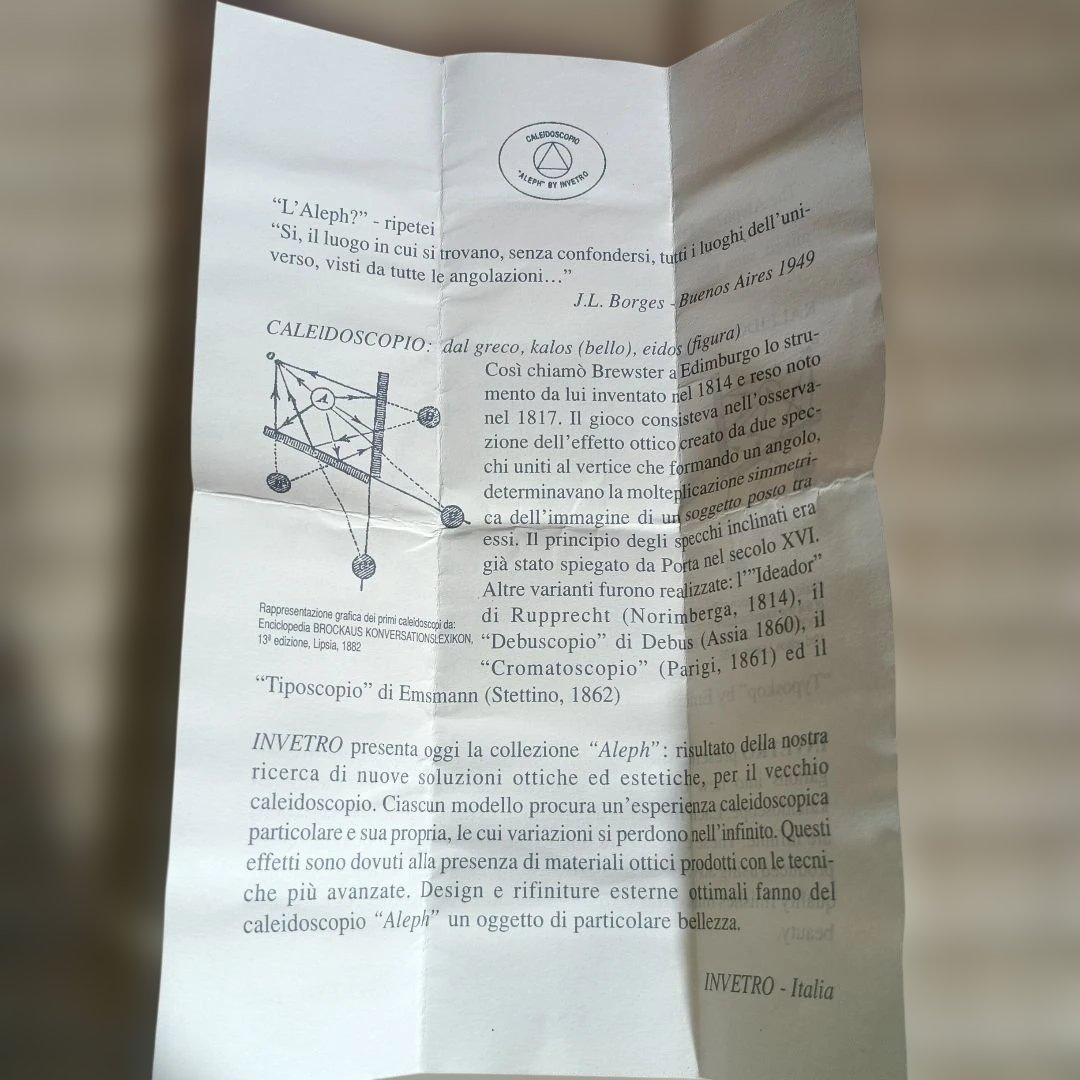 CALEIDOSCOPIO
"ALEPH" BY INVETRO
“L’Aleph?” - ripetei
“Si, il luogo in cui si trovano, senza confondersi, tutti i luoghi dell’uni-
verso, visti da tutte le angolazioni…”
J.L. Borges - Buenos Aires 1949
CALEIDOSCOPIO: dal greco, kalos (bello), eidos (figura)
Così chiamò Brewster a Edimburgo lo stru-
mento da lui inventato nel 1814 e reso noto
nel 1817. Il gioco consisteva nell’osserva-
zione dell’effetto ottico creato da due spec-
chi uniti al vertice che formando un angolo,
determinavano la molteplicazione simmetri-
ca dell’immagine di un soggetto posto tra
essi. Il principio degli specchi inclinati era
già stato spiegato da Porta nel secolo XVI.
Altre varianti furono realizzate: l’”Ideador”
di Rupprecht (Norimberga, 1814), il
“Debuscopio” di Debus (Assia 1860), il
“Cromatoscopio” (Parigi, 1861) ed il
“Tiposcopio” di Emsmann (Stettino, 1862)
O
A
Rappresentazione grafica dei primi caleidoscopi da:
Enciclopedia BROCKAUS KONVERSATIONSLEXIKON,
13ª edizione, Lipsia, 1882
INVETRO presenta oggi la collezione “Aleph”: risultato della nostra
ricerca di nuove soluzioni ottiche ed estetiche, per il vecchio
caleidoscopio. Ciascun modello procura un’esperienza caleidoscopica
particolare e sua propria, le cui variazioni si perdono nell’infinito. Questi
effetti sono dovuti alla presenza di materiali ottici prodotti con le tecni-
che più avanzate. Design e rifiniture esterne ottimali fanno del
caleidoscopio “Aleph” un oggetto di particolare bellezza.
INVETRO - Italia